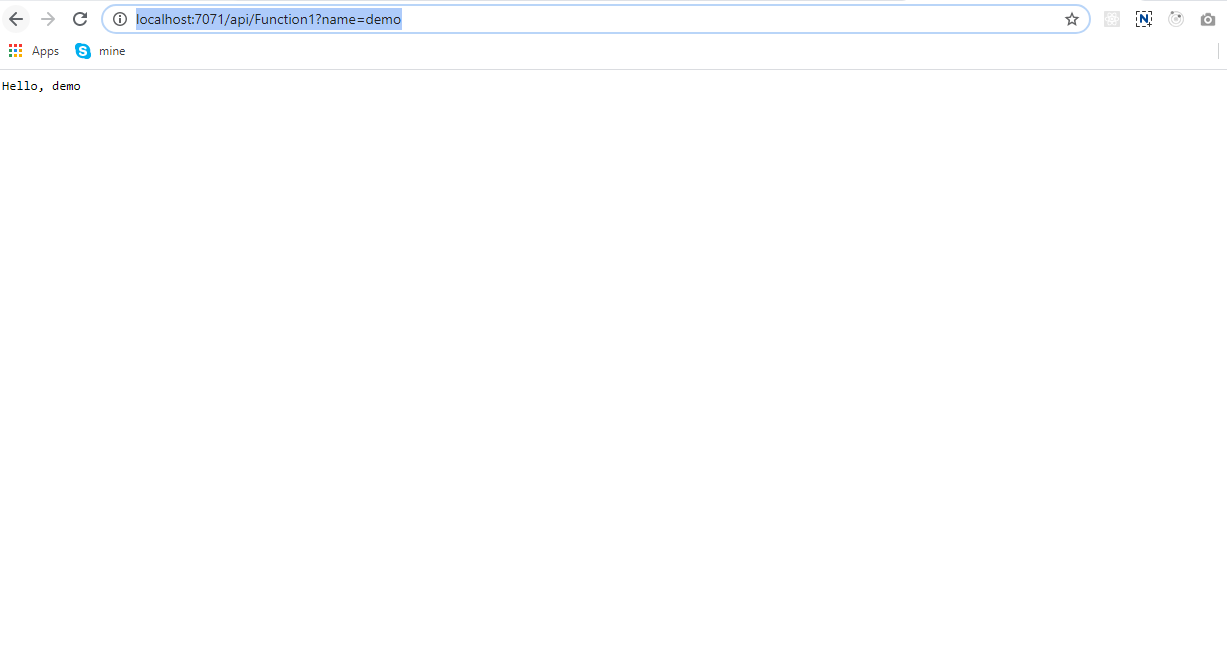 localhost:7071/api/Function1?name=demo
Apps mine
Hello, demo